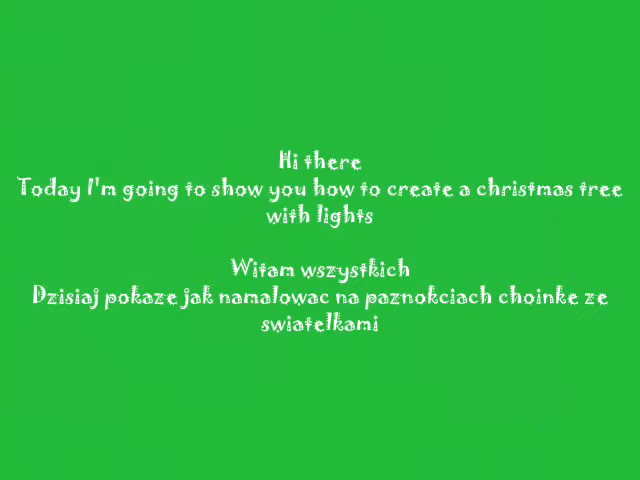 Hi there
Today I'm going to show you how to create a christmas tree
with lights
Witam wszystkich
Dzisiaj pokaze jak namalowac na paznokciach choinke ze
swiatelkami